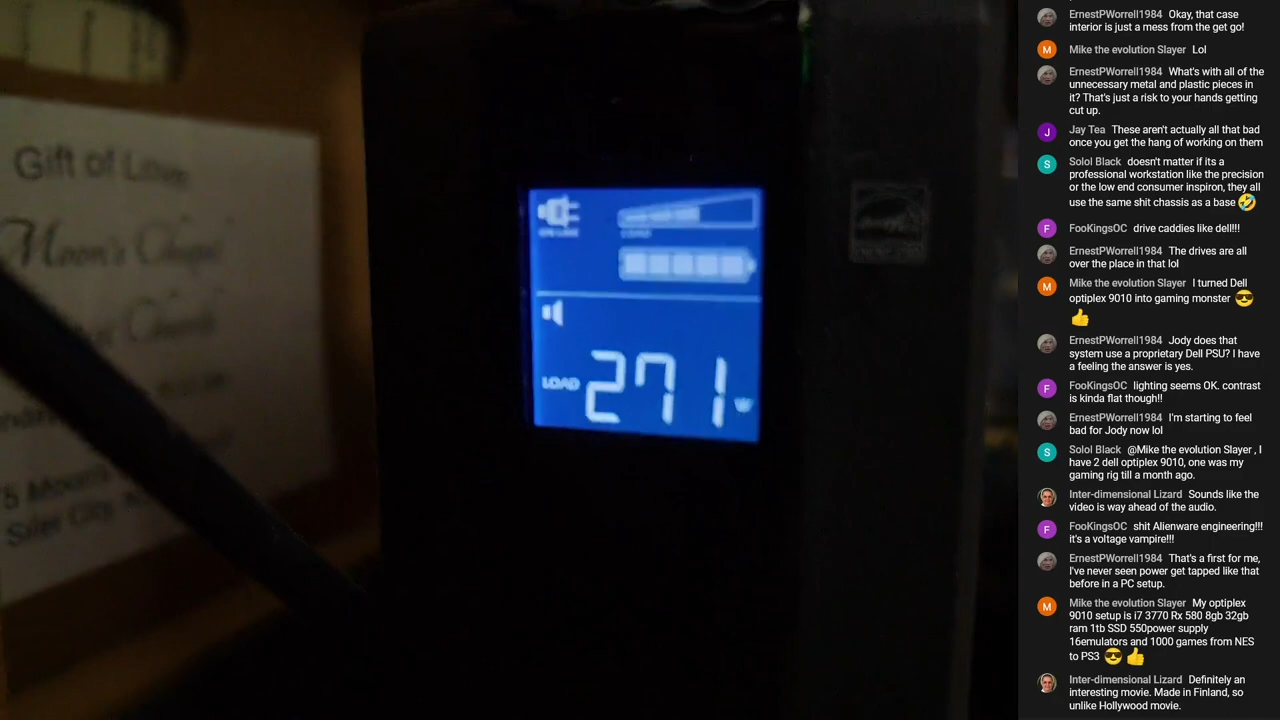 Gift of Love
Moon's Chapel
Siler City
ON LINE
LOAD
LOAD 271 W
ErnestPWorrell1984 Okay, that case
interior is just a mess from the get go!
M
Mike the evolution Slayer Lol
ErnestPWorrell1984 What's with all of the
unnecessary metal and plastic pieces in
it? That's just a risk to your hands getting
cut up.
J
Jay Tea These aren't actually all that bad
once you get the hang of working on them
S
Solol Black doesn't matter if its a
professional workstation like the precision
or the low end consumer inspiron, they all
use the same shit chassis as a base 🤣
F
FooKingsOC drive caddies like dell!!!
ErnestPWorrell1984 The drives are all
over the place in that lol
M
Mike the evolution Slayer I turned Dell
optiplex 9010 into gaming monster 😎
👍
ErnestPWorrell1984 Jody does that
system use a proprietary Dell PSU? I have
a feeling the answer is yes.
F
FooKingsOC lighting seems OK. contrast
is kinda flat though!!
ErnestPWorrell1984 I'm starting to feel
bad for Jody now lol
S
Solol Black @Mike the evolution Slayer , I
have 2 dell optiplex 9010, one was my
gaming rig till a month ago.
Inter-dimensional Lizard Sounds like the
video is way ahead of the audio.
F
FooKingsOC shit Alienware engineering!!!
it's a voltage vampire!!!
ErnestPWorrell1984 That's a first for me,
I've never seen power get tapped like that
before in a PC setup.
M
Mike the evolution Slayer My optiplex
9010 setup is i7 3770 Rx 580 8gb 32gb
ram 1tb SSD 550power supply
16emulators and 1000 games from NES
to PS3 😎👍
Inter-dimensional Lizard Definitely an
interesting movie. Made in Finland, so
unlike Hollywood movie.